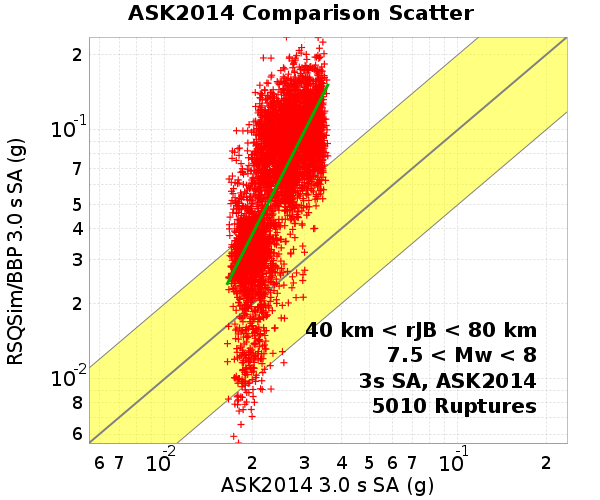 ASK2014 Comparison Scatter
RSQSim/BBP 3.0 s SA (g)
2
10⁻¹
7
5
4
3
2
10⁻²
8
6
40 km < rJB < 80 km
7.5 < Mw < 8
3s SA, ASK2014
5010 Ruptures
6 7 10⁻² 2 3 4 5 6 7 10⁻¹ 2
ASK2014 3.0 s SA (g)